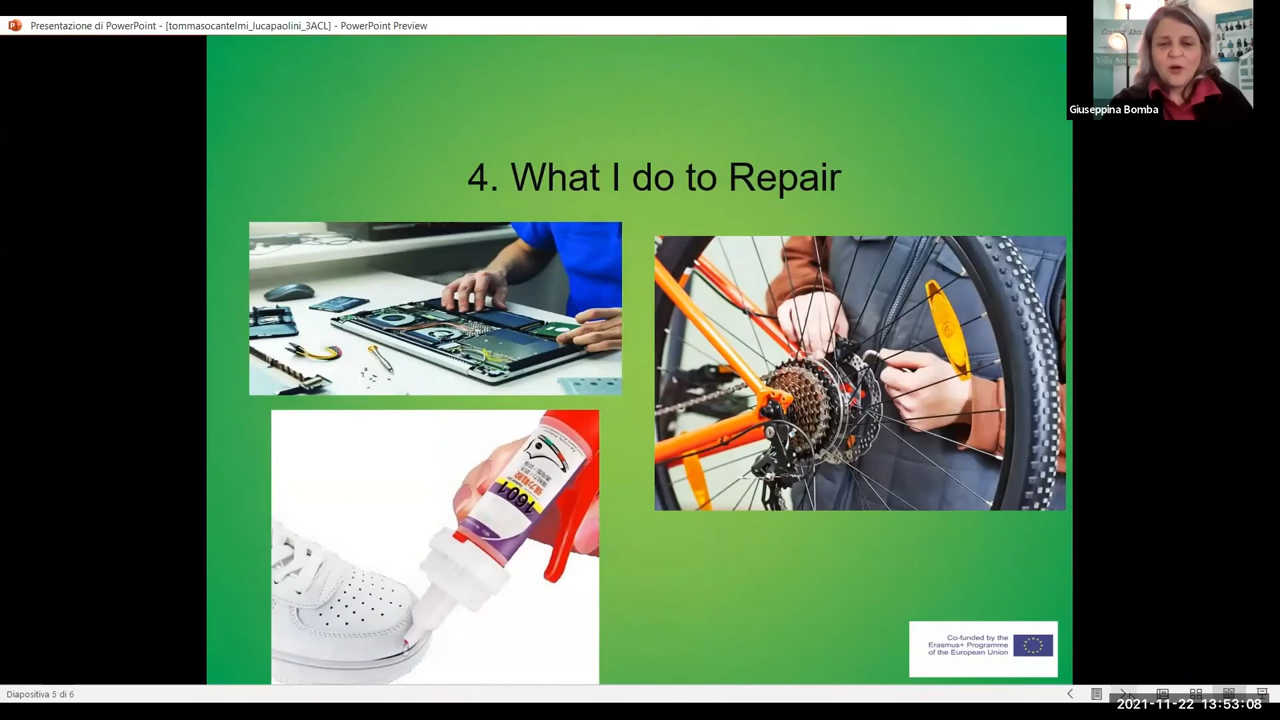 Presentazione di PowerPoint - [tommasocantelmi_lucapaolini_3ACL] - PowerPoint Preview
Giuseppina Bomba
4. What I do to Repair
1601
Co-funded by the
Erasmus+ Programme
of the European Union
Diapositiva 5 di 6
2021-11-22 13:53:08